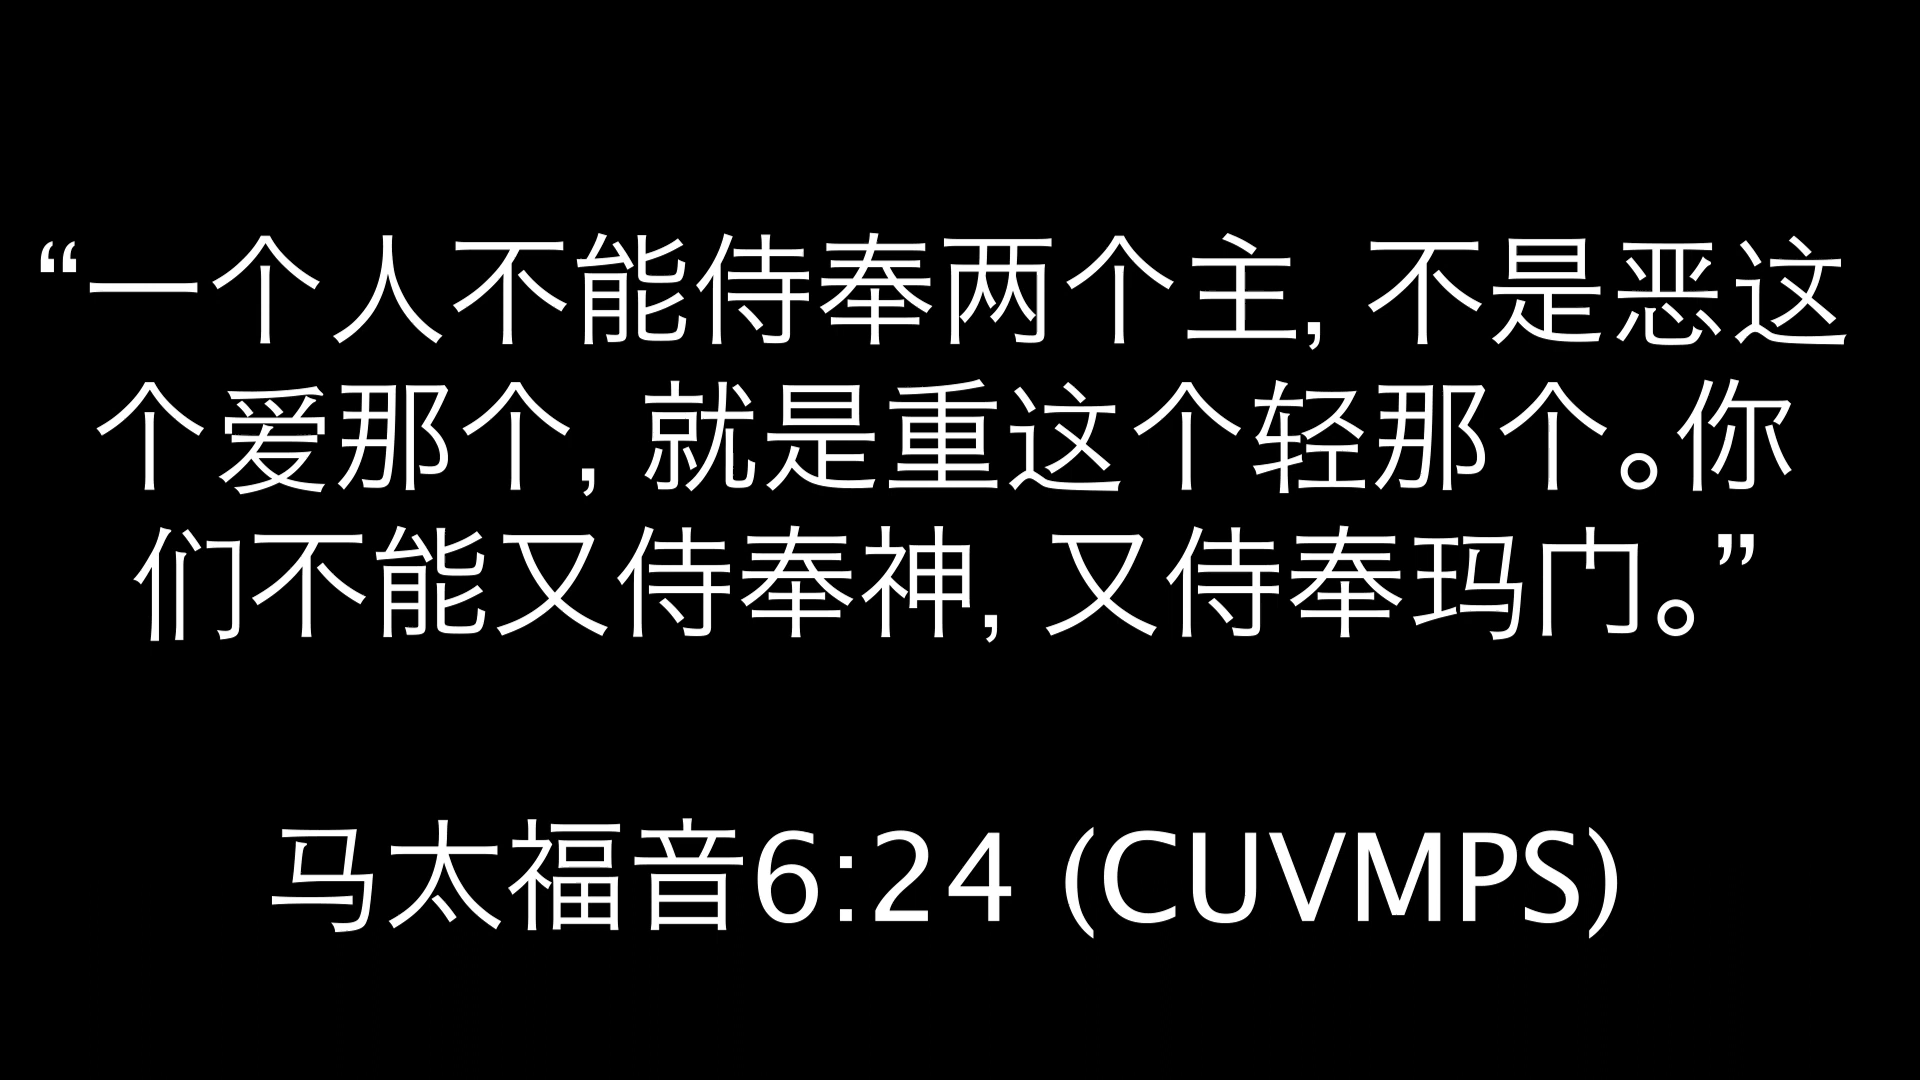 “一个人不能侍奉两个主, 不是恶这
个爱那个, 就是重这个轻那个。你
们不能又侍奉神, 又侍奉玛门。”
马太福音6:24 (CUVMPS)